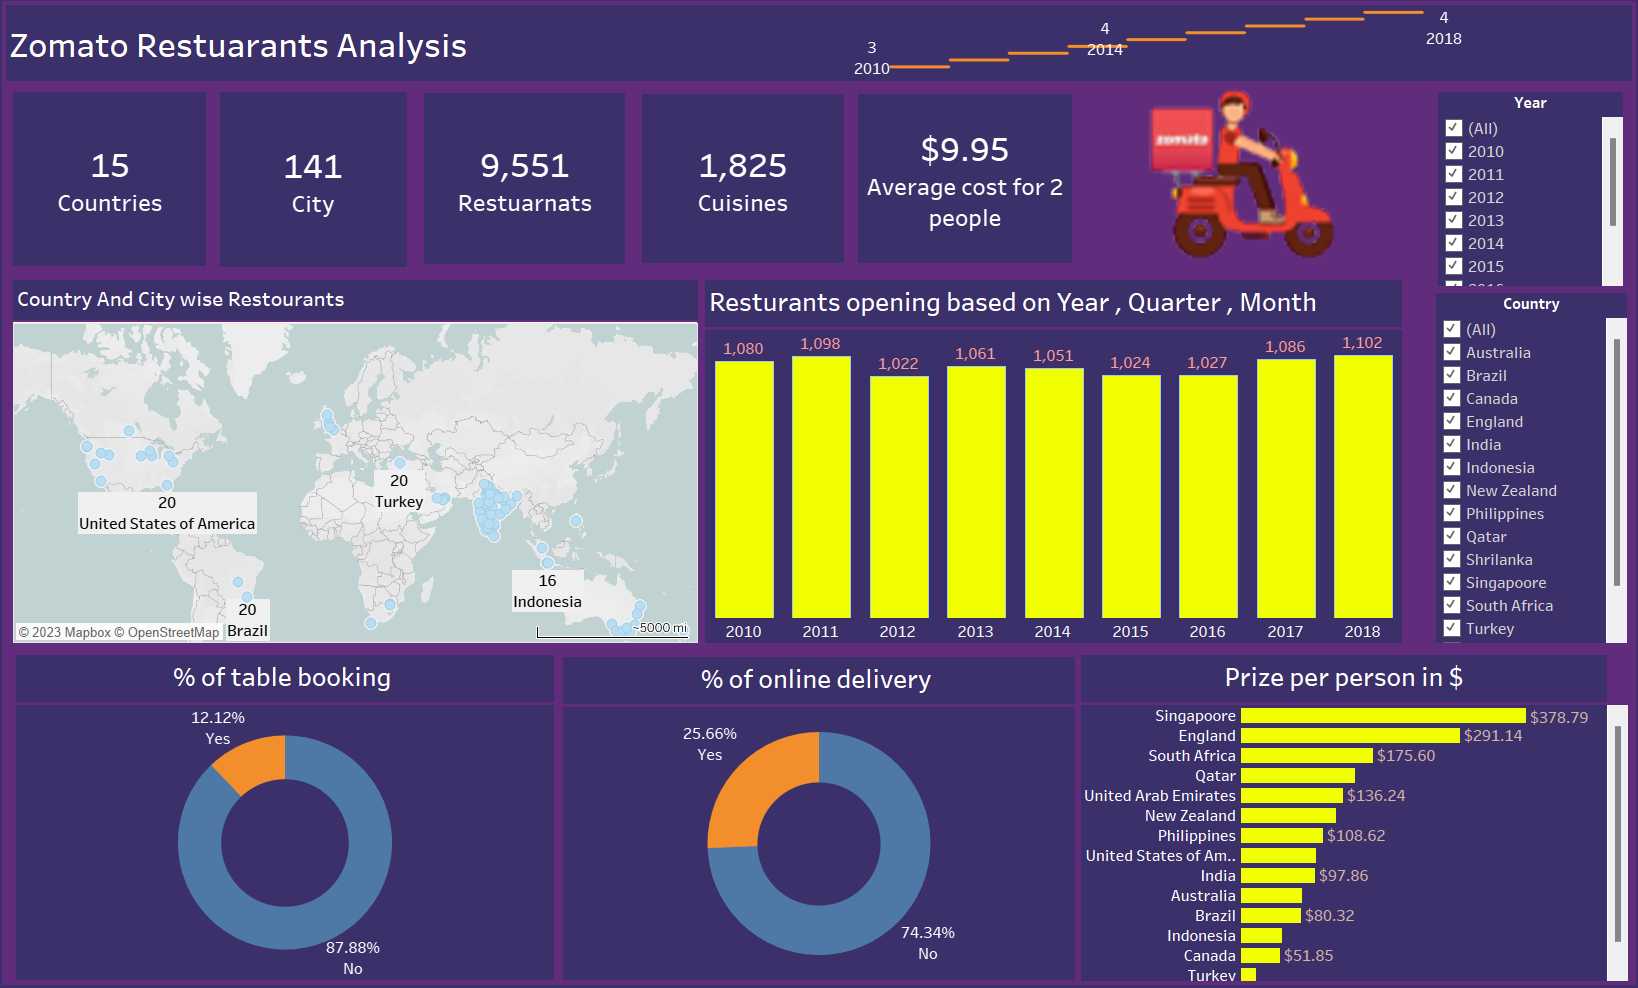 Zomato Restuarants Analysis
3
2010
4
2014
4
2018
15
Countries
141
City
9,551
Restuarnats
1,825
Cuisines
$9.95
Average cost for 2
people
zomato
Year
(All)
2010
2011
2012
2013
2014
2015
Country
(All)
Australia
Brazil
Canada
England
India
Indonesia
New Zealand
Philippines
Qatar
Shrilanka
Singapoore
South Africa
Turkey
Country And City wise Restourants
20
United States of America
20
Turkey
16
Indonesia
20
Brazil
© 2023 Mapbox © OpenStreetMap
~5000 mi
Resturants opening based on Year , Quarter , Month
1,080
1,098
1,022
1,061
1,051
1,024
1,027
1,086
1,102
2010
2011
2012
2013
2014
2015
2016
2017
2018
% of table booking
12.12%
Yes
87.88%
No
% of online delivery
25.66%
Yes
74.34%
No
Prize per person in $
Singapoore $378.79
England $291.14
South Africa $175.60
Qatar
United Arab Emirates $136.24
New Zealand
Philippines $108.62
United States of Am..
India $97.86
Australia
Brazil $80.32
Indonesia
Canada $51.85
Turkey